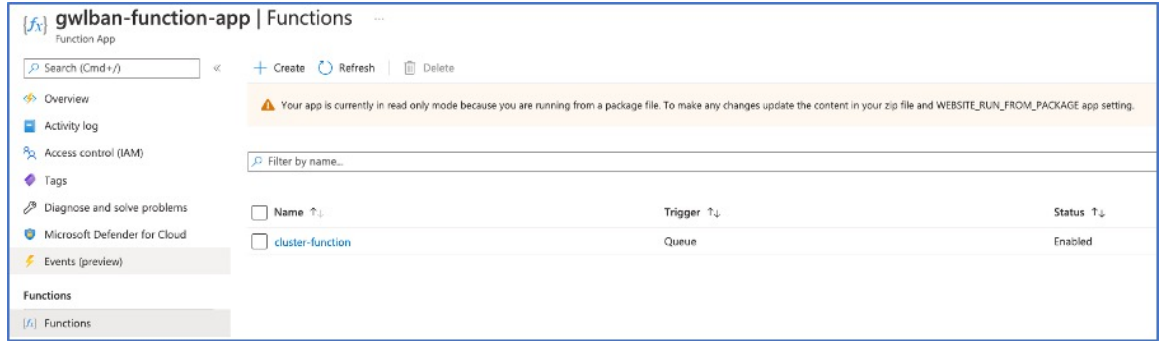 {fx} gwlban-function-app | Functions ...
Function App
Search (Cmd+/) «
Create Refresh Delete
Overview
Activity log
Access control (IAM)
Tags
Diagnose and solve problems
Microsoft Defender for Cloud
Events (preview)
Functions
{fx} Functions
Your app is currently in read only mode because you are running from a package file. To make any changes update the content in your zip file and WEBSITE_RUN_FROM_PACKAGE app setting.
Filter by name...
Name ↑↓ Trigger ↑↓ Status ↑↓
cluster-function Queue Enabled